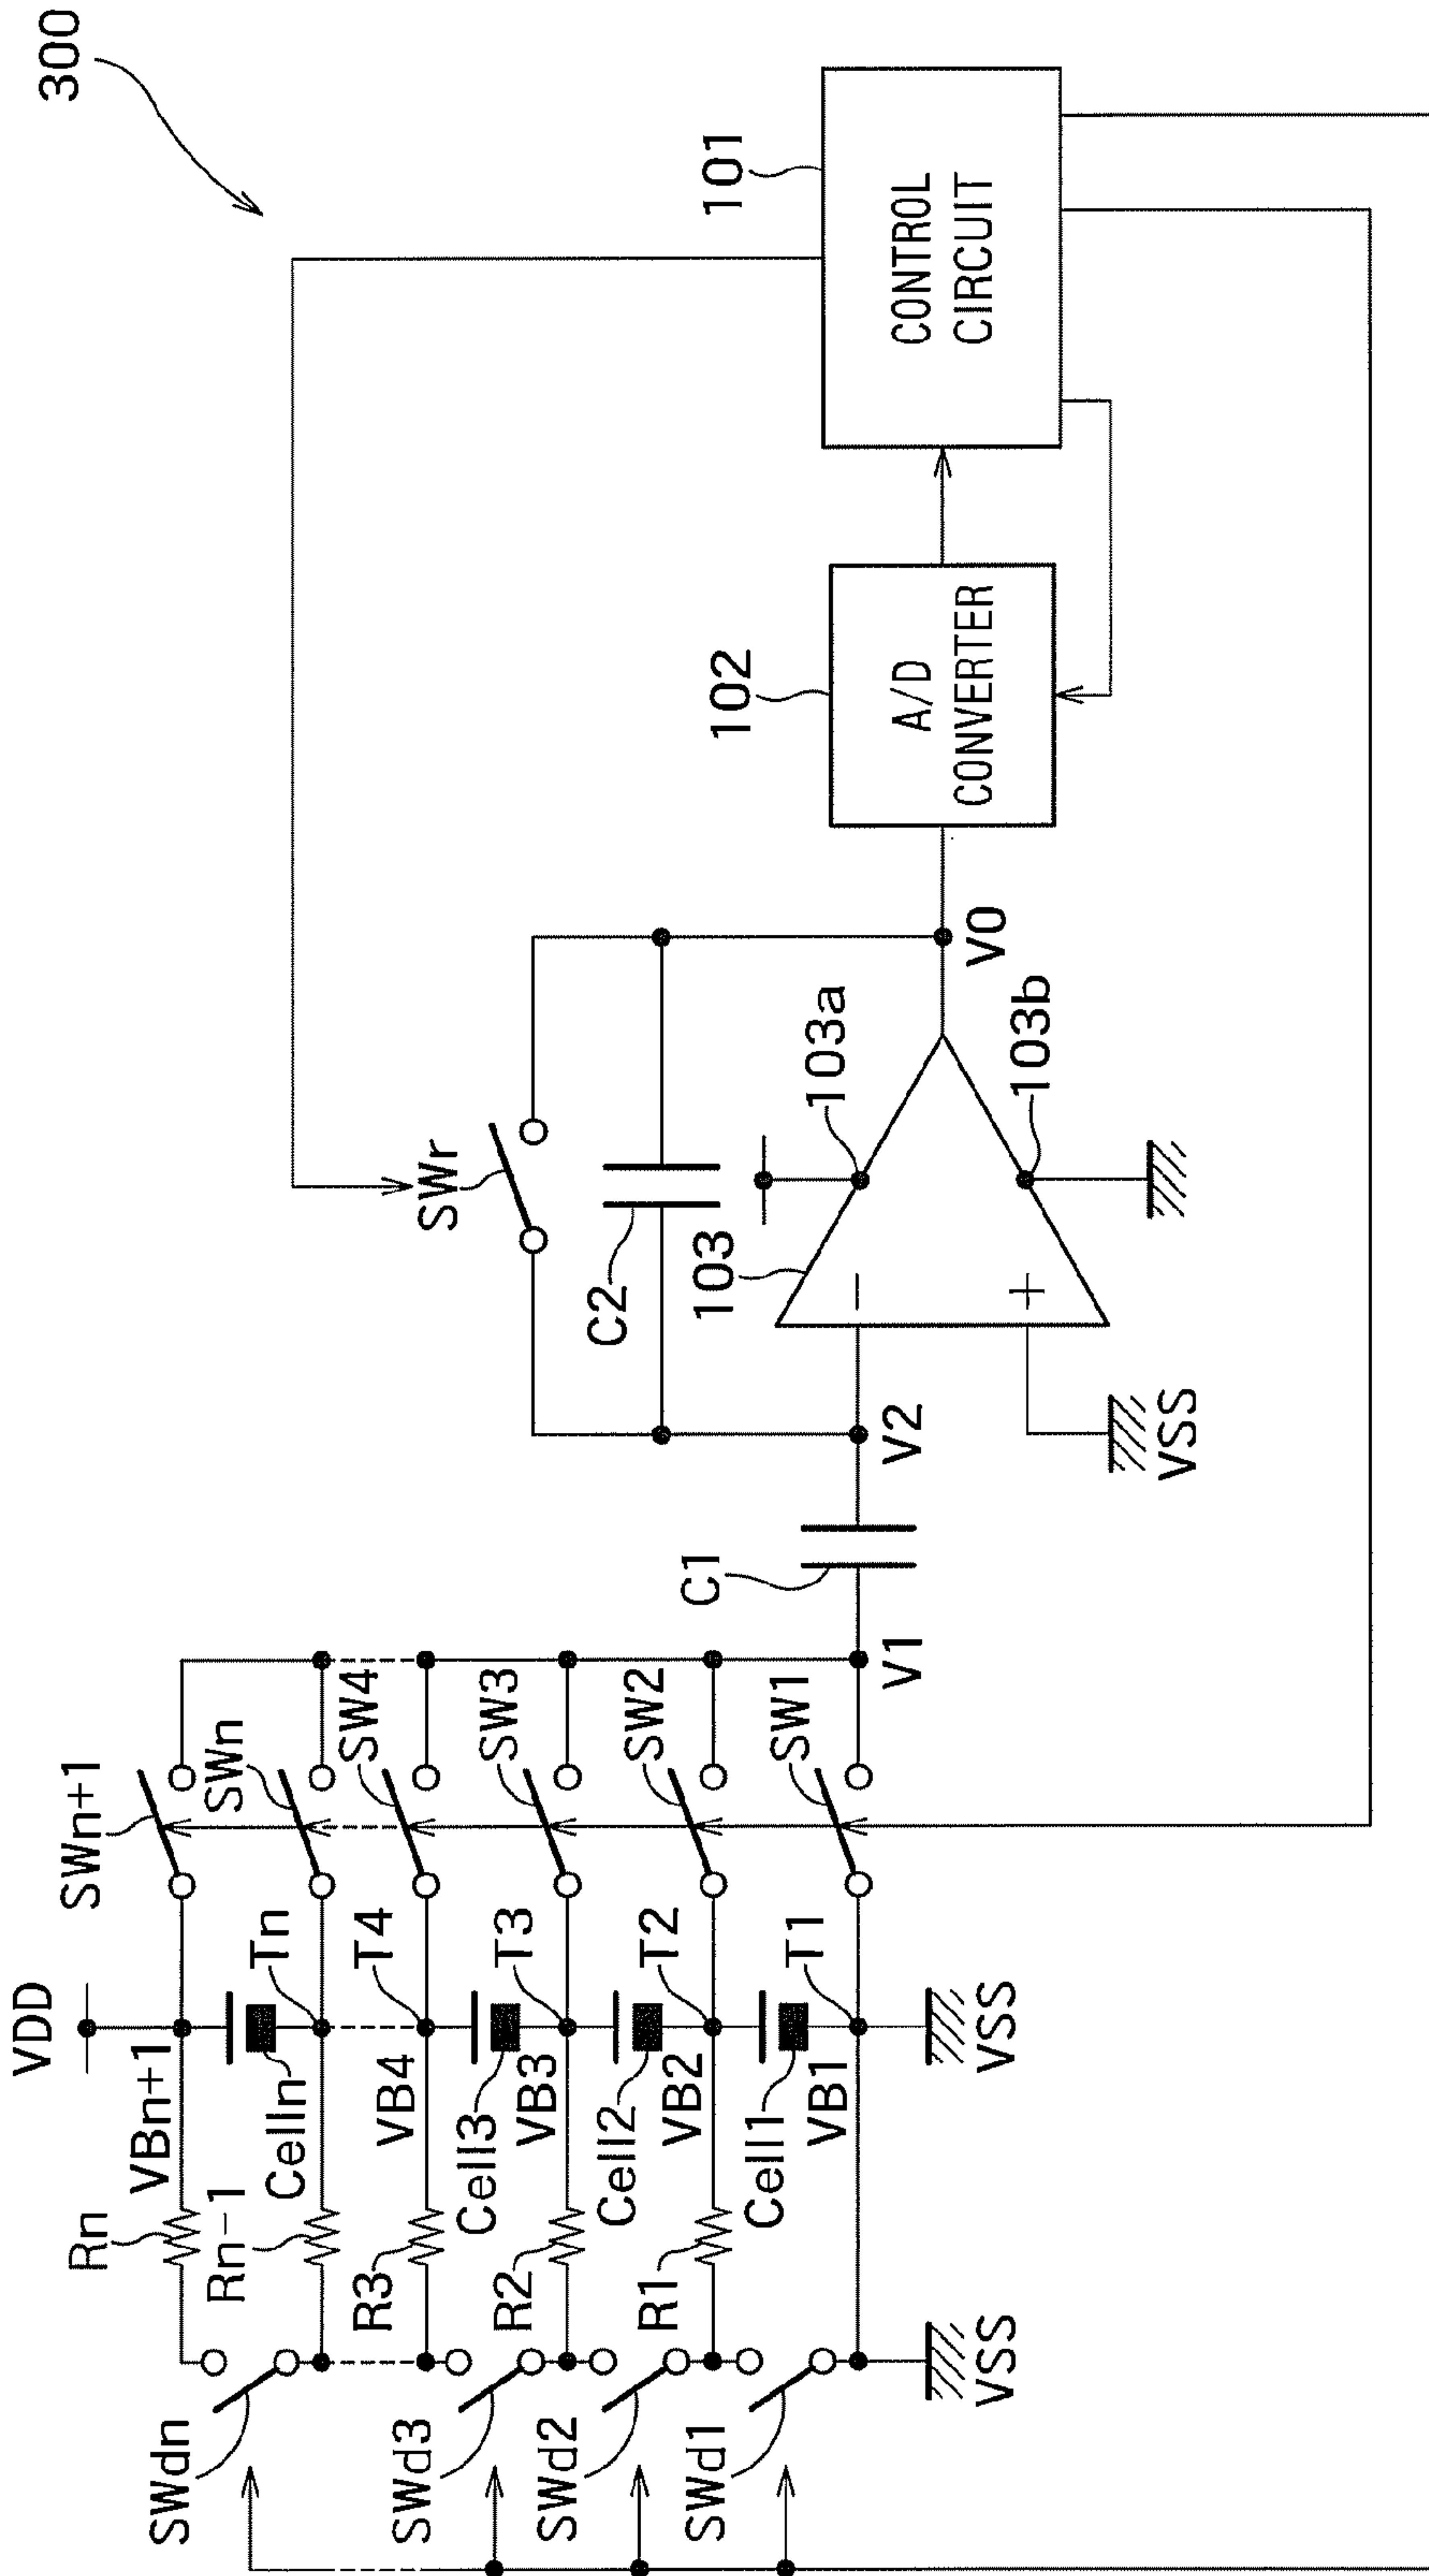 300
VDD
VBn+1
SWn+1
Rn
Rn-1
Celln
Tn
SWn
SWdn
VB4
T4
SW4
R3
Cell3
SWd3
VB3
T3
SW3
R2
Cell2
SWd2
VB2
T2
SW2
R1
Cell1
SWd1
VB1
T1
SW1
VSS
VSS
V1
C1
V2
VSS
SWr
C2
103
-
+
103a
103b
V0
102
A/D
CONVERTER
101
CONTROL
CIRCUIT